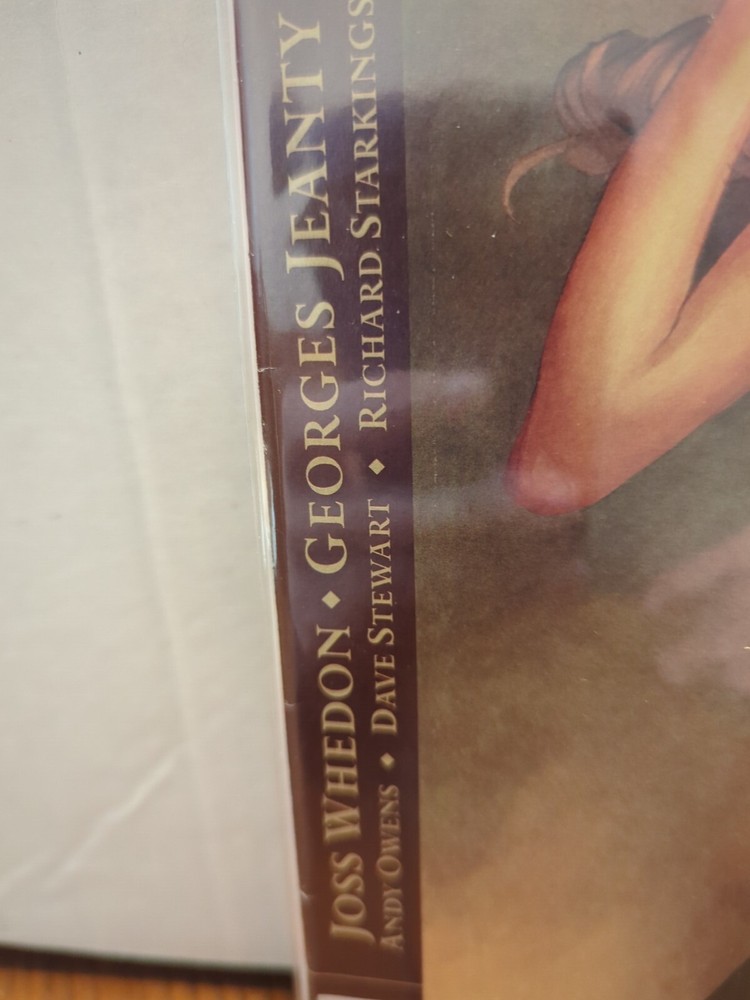 JOSS WHEDON ◆ GEORGES JEANTY
ANDY OWENS ◆ DAVE STEWART ◆ RICHARD STARKINGS